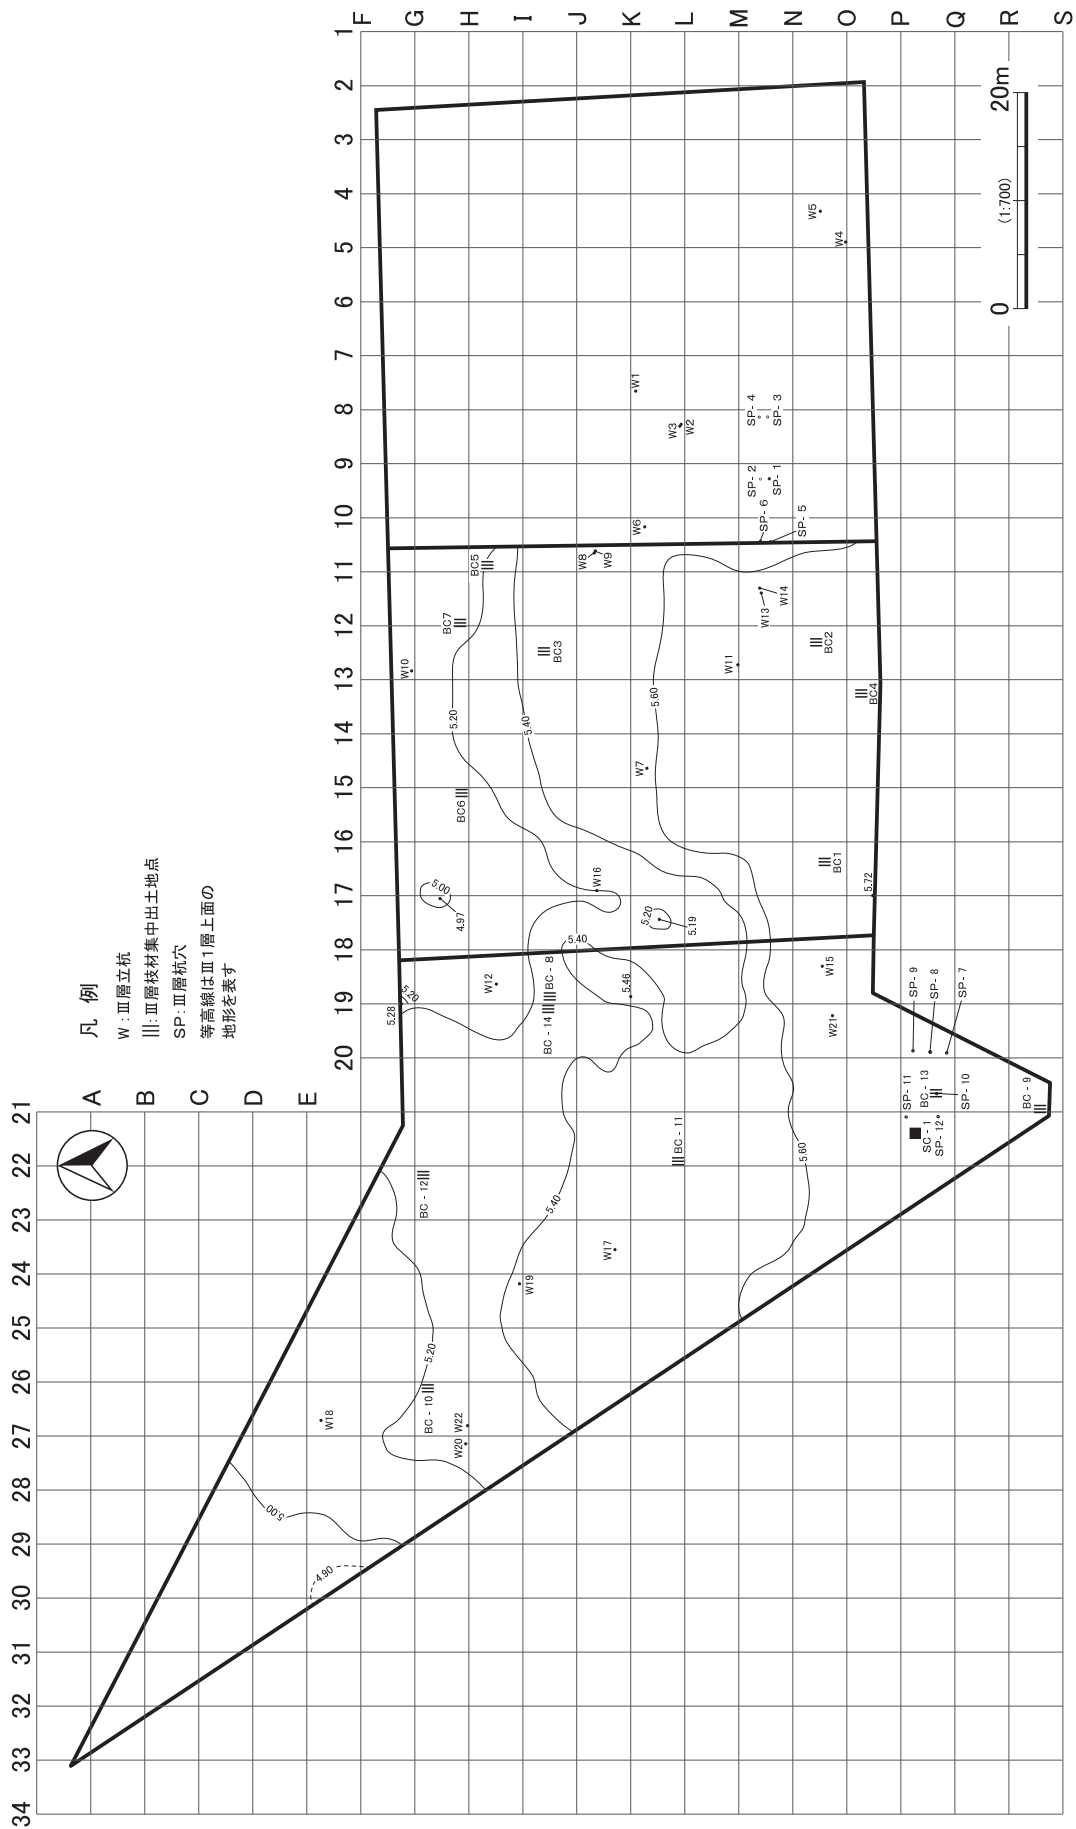 F G H I J K L M N O P Q R S
1
2
3
4
5
6
7
8
9
10
11
12
13
14
15
16
17
18
19
20
21
22
23
24
25
26
27
28
29
30
31
32
33
34
A B C D E
凡 例
W:Ⅲ層立杭
:Ⅲ層枝材集中出土地点
SP:Ⅲ層杭穴
等高線はⅢ1層上面の
地形を表す
0
20m
(1:700)
W5
W4
W1
W3
W2
SP- 4
SP- 3
SP- 2
SP- 1
SP- 6
SP- 5
W6
W8
W9
BC5
BC7
W10
BC3
W13
W14
BC2
W11
BC4
5.20
5.40
5.60
W7
BC6
BC1
W16
5.00
4.97
5.20
5.19
5.72
5.40
5.46
W12
BC - 8
BC - 14
5.20
5.28
W15
W21
SP- 9
SP- 8
SP- 7
SP- 11
BC - 13
SP- 10
BC - 9
SC - 1
SP- 12
BC - 11
BC - 12
5.60
5.40
W17
W19
5.20
BC - 10
W18
W22
W20
5.00
4.90